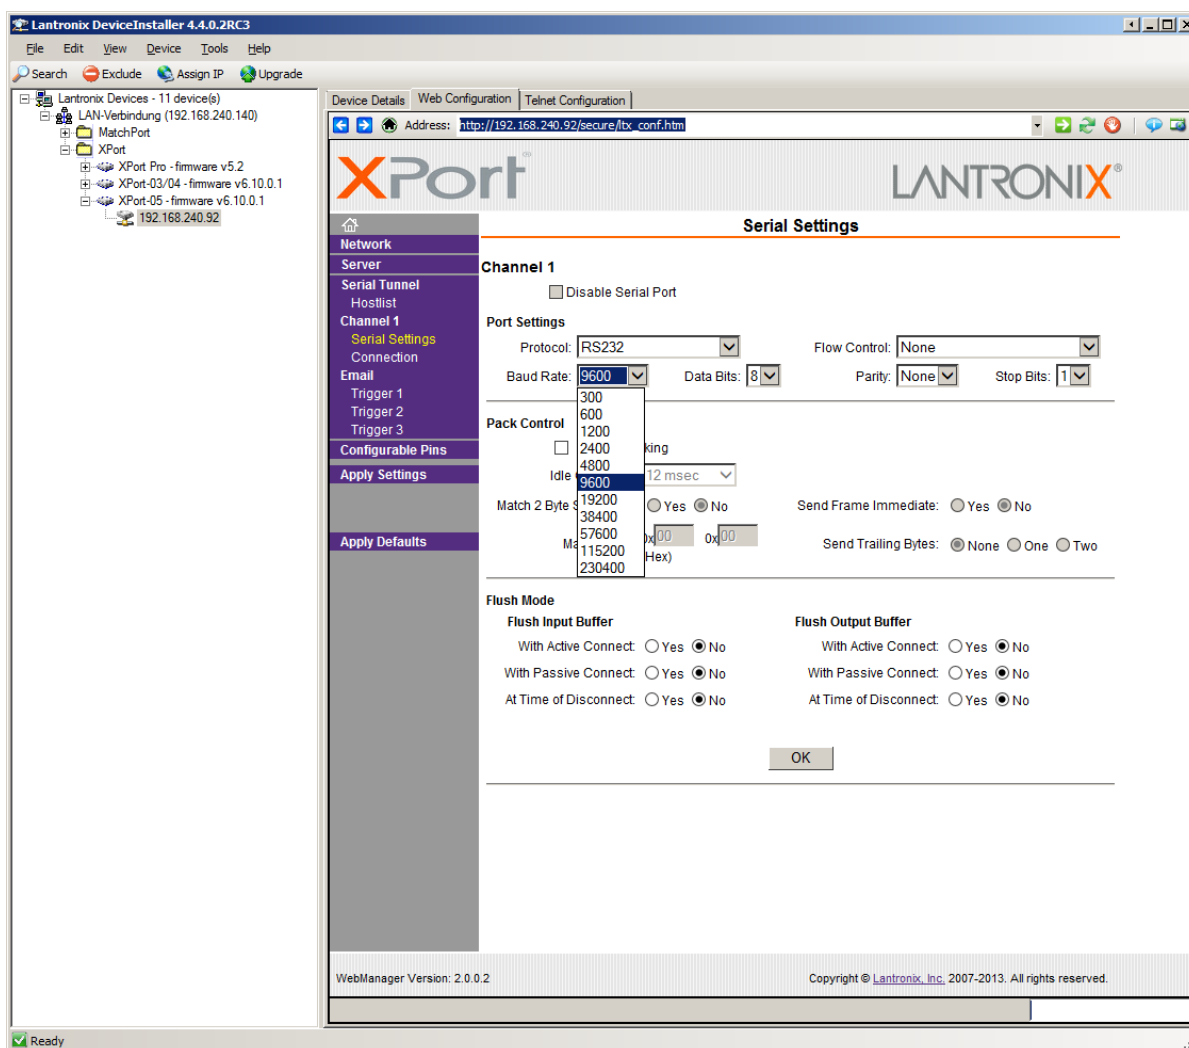 Lantronix DeviceInstaller 4.4.0.2RC3
File Edit View Device Tools Help
Search Exclude Assign IP Upgrade
Lantronix Devices - 11 device(s)
LAN-Verbindung (192.168.240.140)
MatchPort
XPort
XPort Pro - firmware v5.2
XPort-03/04 - firmware v6.10.0.1
XPort-05 - firmware v6.10.0.1
192.168.240.92
Device Details Web Configuration Telnet Configuration
Address: http://192.168.240.92/secure/ltx_conf.htm
XPort® LANTRONIX®
Network
Server
Serial Tunnel
Hostlist
Channel 1
Serial Settings
Connection
Email
Trigger 1
Trigger 2
Trigger 3
Configurable Pins
Apply Settings
Apply Defaults
Serial Settings
Channel 1
Disable Serial Port
Port Settings
Protocol: RS232 Flow Control: None
Baud Rate: 9600 Data Bits: 8 Parity: None Stop Bits: 1
300
600
1200
2400
4800
9600
19200
38400
57600
115200
230400
Pack Control
king
Idle 12 msec
Match 2 Byte Yes No Send Frame Immediate: Yes No
0x00 0x00 Send Trailing Bytes: None One Two
Hex)
Flush Mode
Flush Input Buffer Flush Output Buffer
With Active Connect: Yes No With Active Connect: Yes No
With Passive Connect: Yes No With Passive Connect: Yes No
At Time of Disconnect: Yes No At Time of Disconnect: Yes No
OK
WebManager Version: 2.0.0.2 Copyright © Lantronix, Inc. 2007-2013. All rights reserved.
Ready